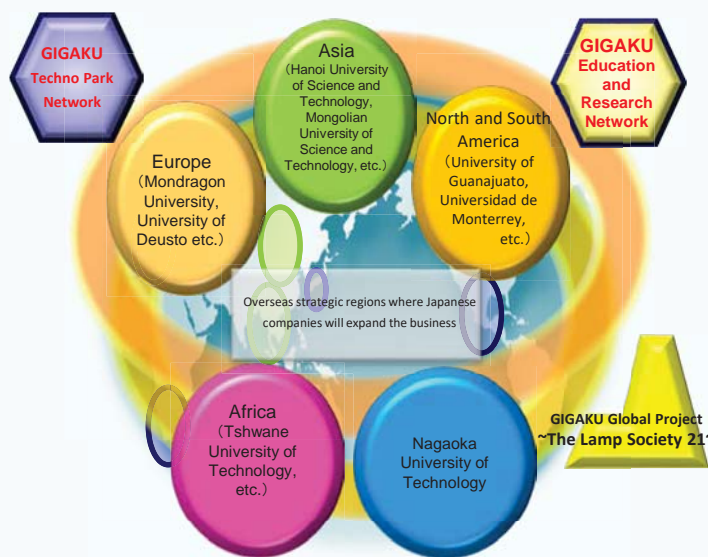 GIGAKU
Techno Park
Network
Asia
（Hanoi University
of Science and
Technology,
Mongolian
University of
Science and
Technology, etc.）
GIGAKU
Education
and
Research
Network
Europe
（Mondragon
University,
University of
Deusto etc.）
North and South
America
（University of
Guanajuato,
Universidad de
Monterrey,
etc.）
Overseas strategic regions where Japanese
companies will expand the business
Africa
（Tshwane
University of
Technology,
etc.）
Nagaoka
University of
Technology
GIGAKU Global Project
~The Lamp Society 21~